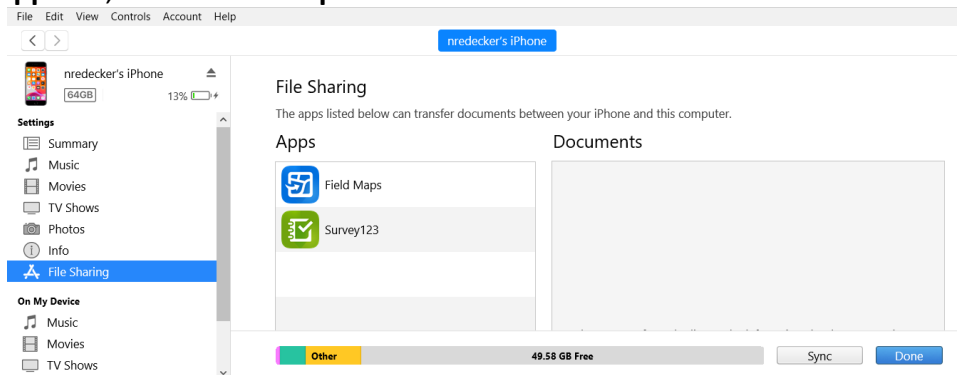 File Edit View Controls Account Help
nredecker's iPhone
nredecker's iPhone
64GB 13%
Settings
Summary
Music
Movies
TV Shows
Photos
Info
File Sharing
On My Device
Music
Movies
TV Shows
File Sharing
The apps listed below can transfer documents between your iPhone and this computer.
Apps
Documents
Field Maps
Survey123
Other 49.58 GB Free Sync Done